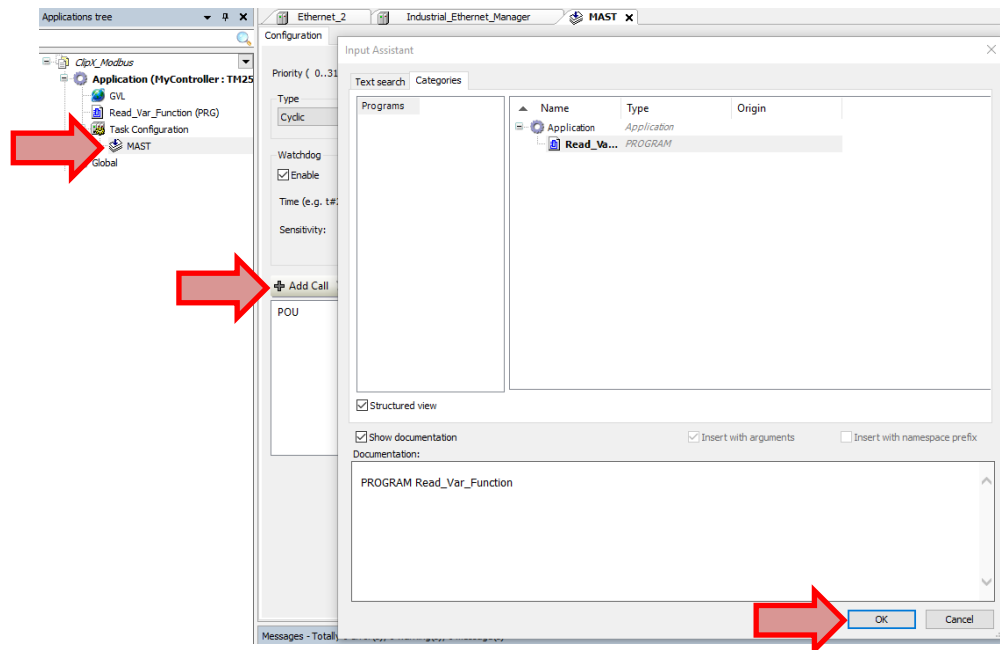 Applications tree
ClipX_Modbus
Application (MyController : TM25
GVL
Read_Var_Function (PRG)
Task Configuration
MAST
Global
Ethernet_2
Industrial_Ethernet_Manager
MAST
Configuration
Priority ( 0..31
Type
Cyclic
Watchdog
Enable
Time (e.g. t#
Sensitivity:
Add Call
POU
Input Assistant
Text search
Categories
Programs
Name
Type
Origin
Application
Application
Read_Va...
PROGRAM
Structured view
Show documentation
Insert with arguments
Insert with namespace prefix
Documentation:
PROGRAM Read_Var_Function
OK
Cancel
Messages - Totally